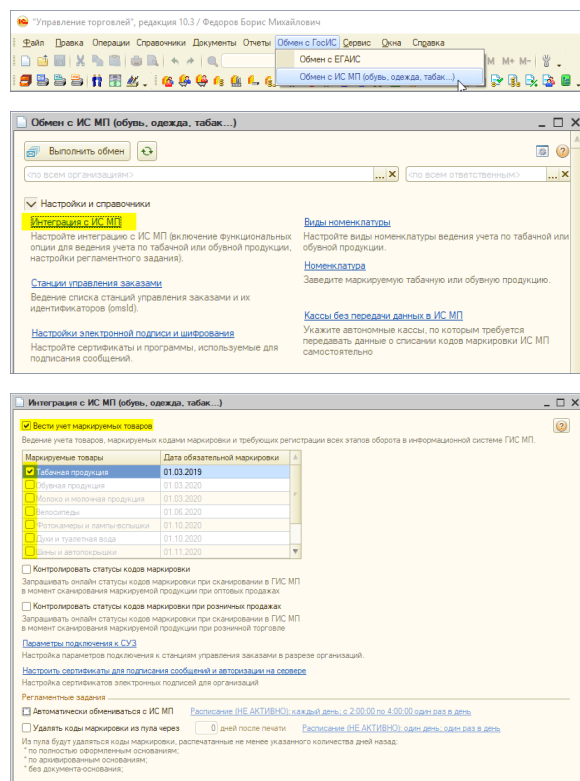 "Управление торговлей", редакция 10.3 / Федоров Борис Михайлович
Файл Правка Операции Справочники Документы Отчеты Обмен с ГосИС Сервис Окна Справка
Обмен с ЕГАИС
M M+ M-
Обмен с ИС МП (обувь, одежда, табак...)
Обмен с ИС МП (обувь, одежда, табак...)
Выполнить обмен
<по всем организациям>
<по всем ответственным>
Настройки и справочники
Интеграция с ИС МП
Настройте интеграцию с ИС МП (включение функциональных опции для ведения учета по табачной или обувной продукции, настройки регламентного задания).
Станции управления заказами
Ведение списка станций управления заказами и их идентификаторов (omsId).
Настройки электронной подписи и шифрования
Настройте сертификаты и программы, используемые для подписания сообщений.
Виды номенклатуры
Настройте виды номенклатуры ведения учета по табачной или обувной продукции.
Номенклатура
Заведите маркируемую табачную или обувную продукцию.
Кассы без передачи данных в ИС МП
Укажите автономные кассы, по которым требуется передавать данные о списании кодов маркировки ИС МП самостоятельно
Интеграция с ИС МП (обувь, одежда, табак...)
Вести учет маркируемых товаров
Ведение учета товаров, маркируемых кодами маркировки и требующих регистрации всех этапов оборота в информационной системе ГИС МП.
Маркируемые товары Дата обязательной маркировки
Табачная продукция 01.03.2019
Обувная продукция 01.03.2020
Молоко и молочная продукция 01.03.2020
Велосипеды 01.06.2020
Фотокамеры и лампы-вспышки 01.10.2020
Духи и туалетная вода 01.10.2020
Шины и автопокрышки 01.11.2020
Контролировать статусы кодов маркировки
Запрашивать онлайн статусы кодов маркировки при сканировании в ГИС МП
в момент сканирования маркируемой продукции при оптовых продажах
Контролировать статусы кодов маркировки при розничных продажах
Запрашивать онлайн статусы кодов маркировки при сканировании в ГИС МП
в момент сканирования маркируемой продукции при розничной торговле
Параметры подключения к СУЗ
Настройка параметров подключения к станциям управления заказами в разрезе организаций.
Настроить сертификаты для подписания сообщений и авторизации на сервере
Настройка сертификатов электронных подписей для организаций
Регламентные задания
Автоматически обмениваться с ИС МП Расписание (НЕ АКТИВНО): каждый день; с 2:00:00 по 4:00:00 один раз в день
Удалять коды маркировки из пула через 0 дней после печати Расписание (НЕ АКТИВНО): один день; один раз в день
Из пула будут удаляться коды маркировки, распечатанные не менее указанного количества дней назад:
* по полностью оформленным основаниям;
* по архивированным основаниям;
* без документа-основания;